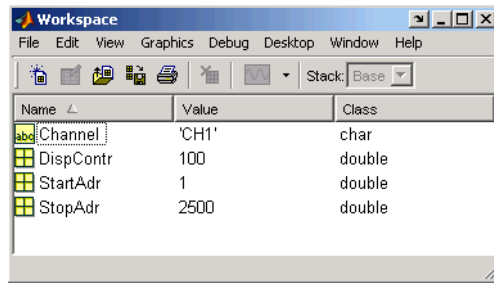 Workspace
File Edit View Graphics Debug Desktop Window Help
Stack: Base
Name Value Class
abc Channel 'CH1' char
DispContr 100 double
StartAdr 1 double
StopAdr 2500 double